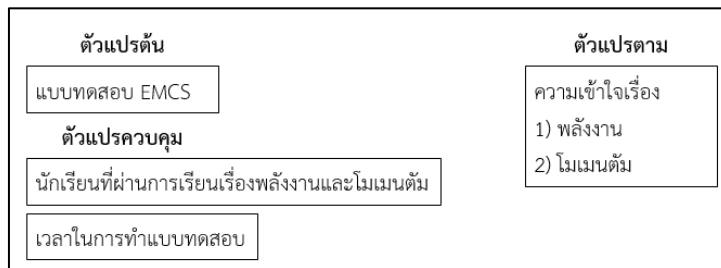 ตัวแปรต้น
แบบทดสอบ EMCS
ตัวแปรควบคุม
นักเรียนที่ผ่านการเรียนเรื่องพลังงานและโมเมนตัม
เวลาในการทำแบบทดสอบ
ตัวแปรตาม
ความเข้าใจเรื่อง
1) พลังงาน
2) โมเมนตัม